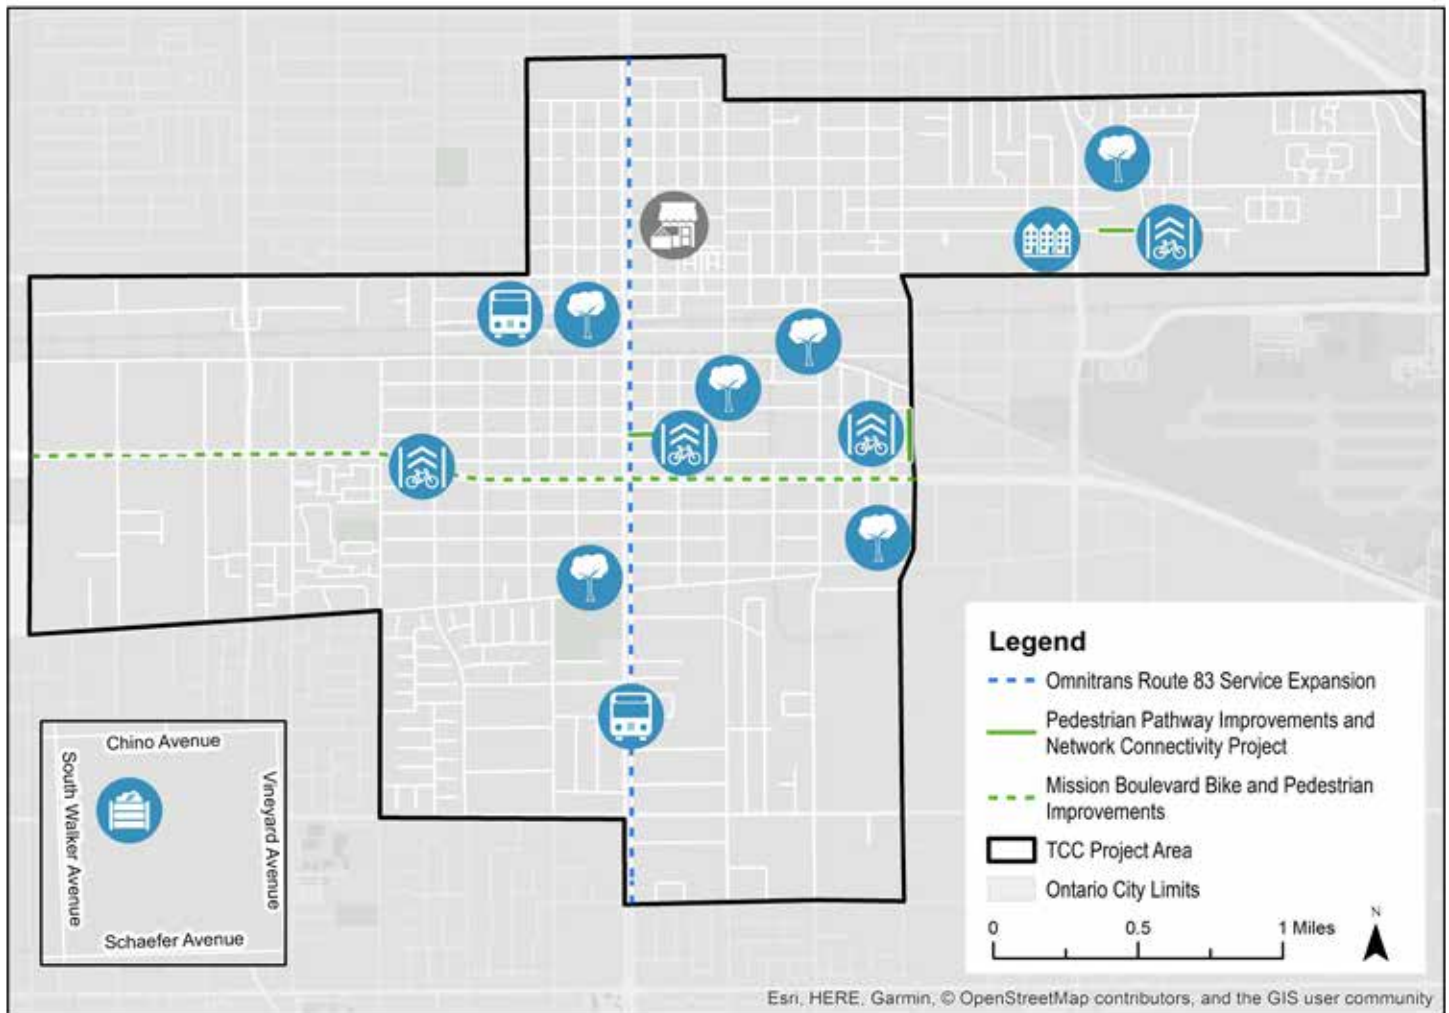 Chino Avenue
South Walker Avenue
Vineyard Avenue
Schaefer Avenue
Legend
Omnitrans Route 83 Service Expansion
Pedestrian Pathway Improvements and
Network Connectivity Project
Mission Boulevard Bike and Pedestrian
Improvements
TCC Project Area
Ontario City Limits
0 0.5 1 Miles
N
Esri, HERE, Garmin, © OpenStreetMap contributors, and the GIS user community